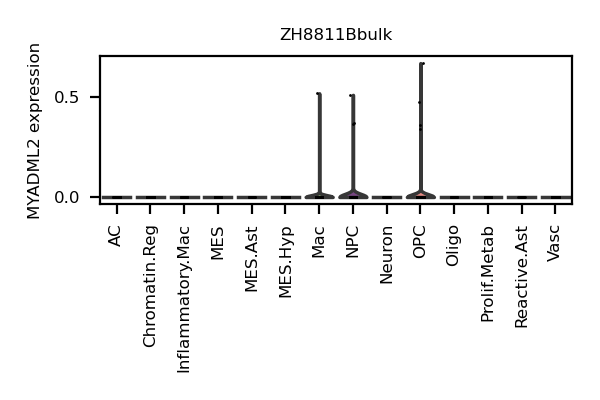 ZH8811Bbulk
MYADML2 expression
0.5
0.0
AC
Chromatin.Reg
Inflammatory.Mac
MES
MES.Ast
MES.Hyp
Mac
NPC
Neuron
OPC
Oligo
Prolif.Metab
Reactive.Ast
Vasc